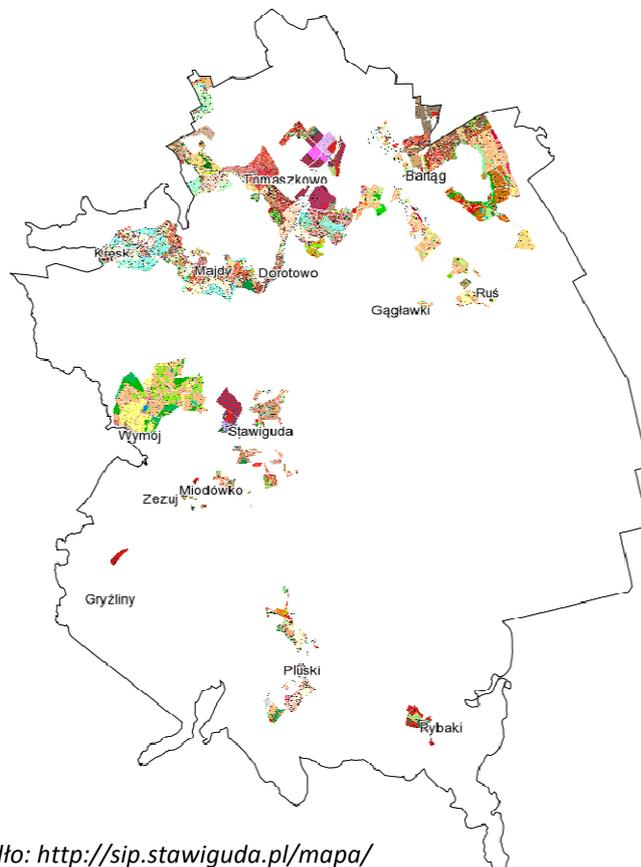 Tomaszkowo
Bartąg
Kręsk
Majdy
Dorotowo
Ruś
Gągławki
Wymój
Stawiguda
Miodówko
Zezuj
Gryźliny
Pluski
Rybaki
dło: http://sip.stawiguda.pl/mapa/